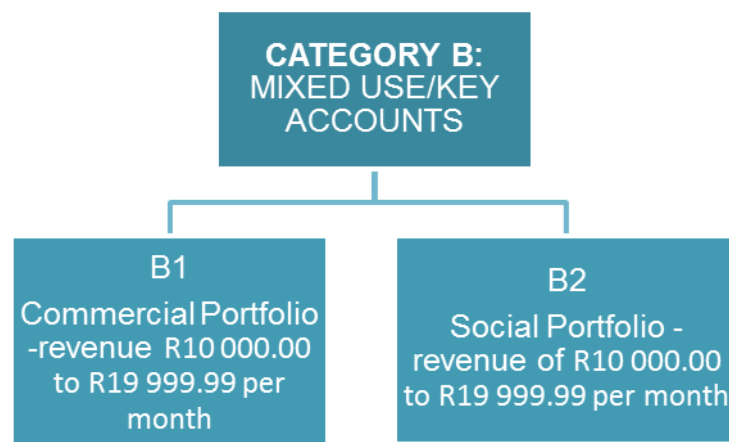 CATEGORY B:
MIXED USE/KEY
ACCOUNTS
B1
Commercial Portfolio
-revenue R10 000.00
to R19 999.99 per
month
B2
Social Portfolio -
revenue of R10 000.00
to R19 999.99 per month